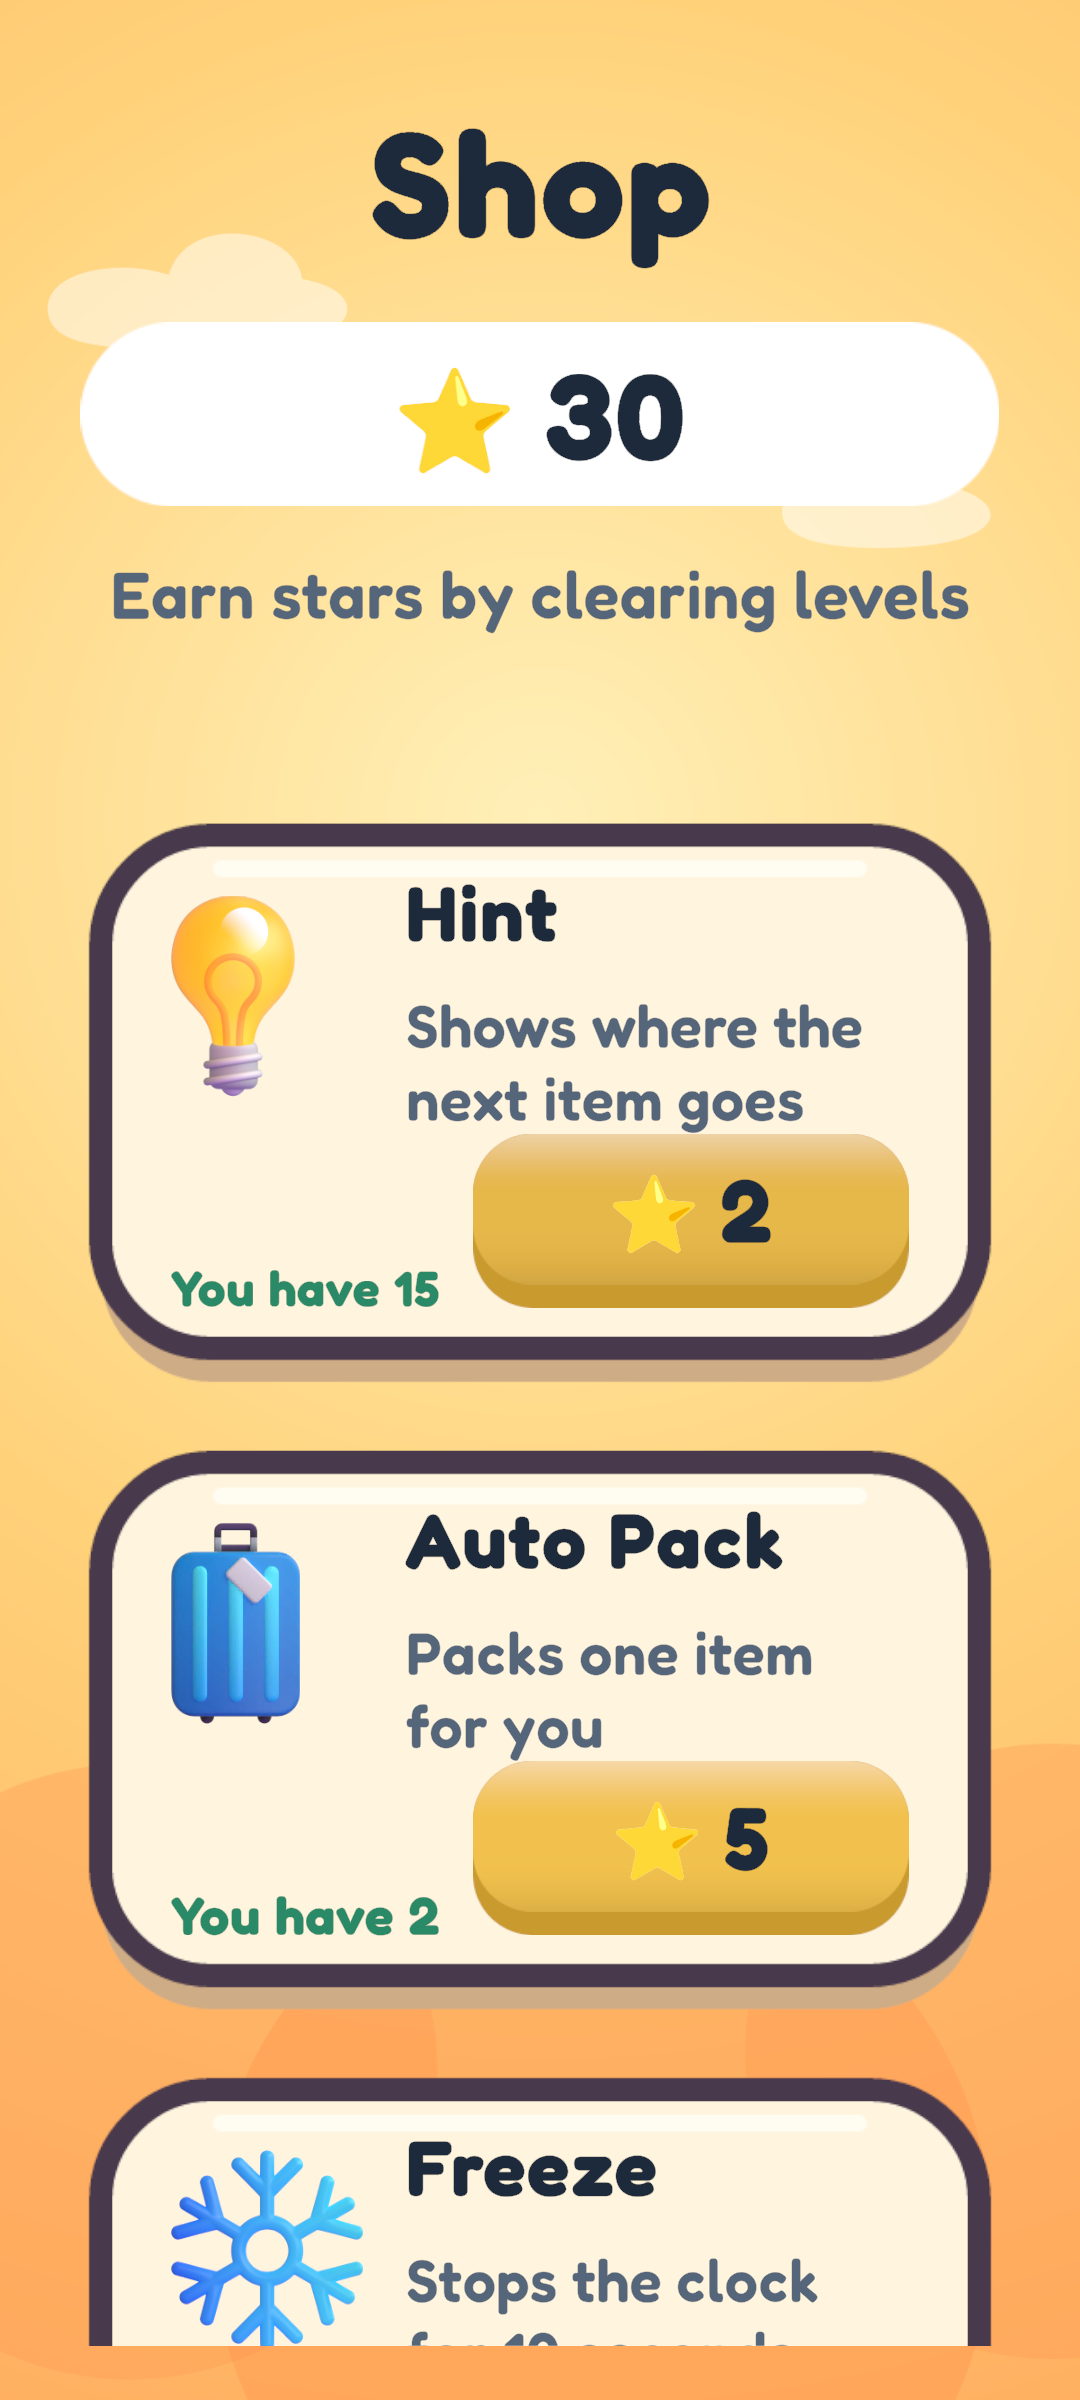 Shop
30
Earn stars by clearing levels
Hint
Shows where the
next item goes
2
You have 15
Auto Pack
Packs one item
for you
5
You have 2
Freeze
Stops the clock